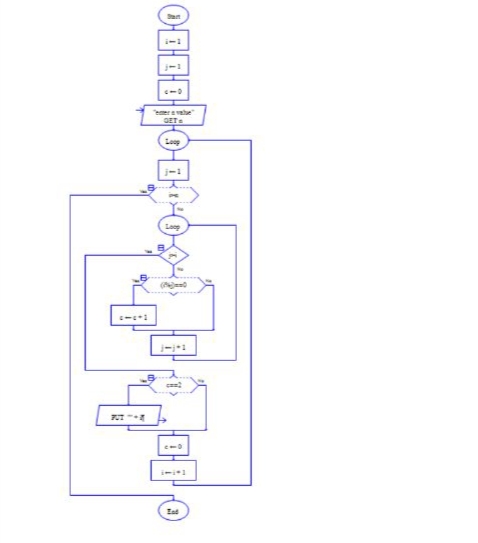 Start
i ← 1
j ← 1
c ← 0
"enter n value"
GET n
Loop
j ← 1
Yes
No
Loop
Yes
j>i
No
Yes
(i%j)==0
No
c ← c + 1
j ← j + 1
Yes
c==2
No
c ← 0
i ← i + 1
End